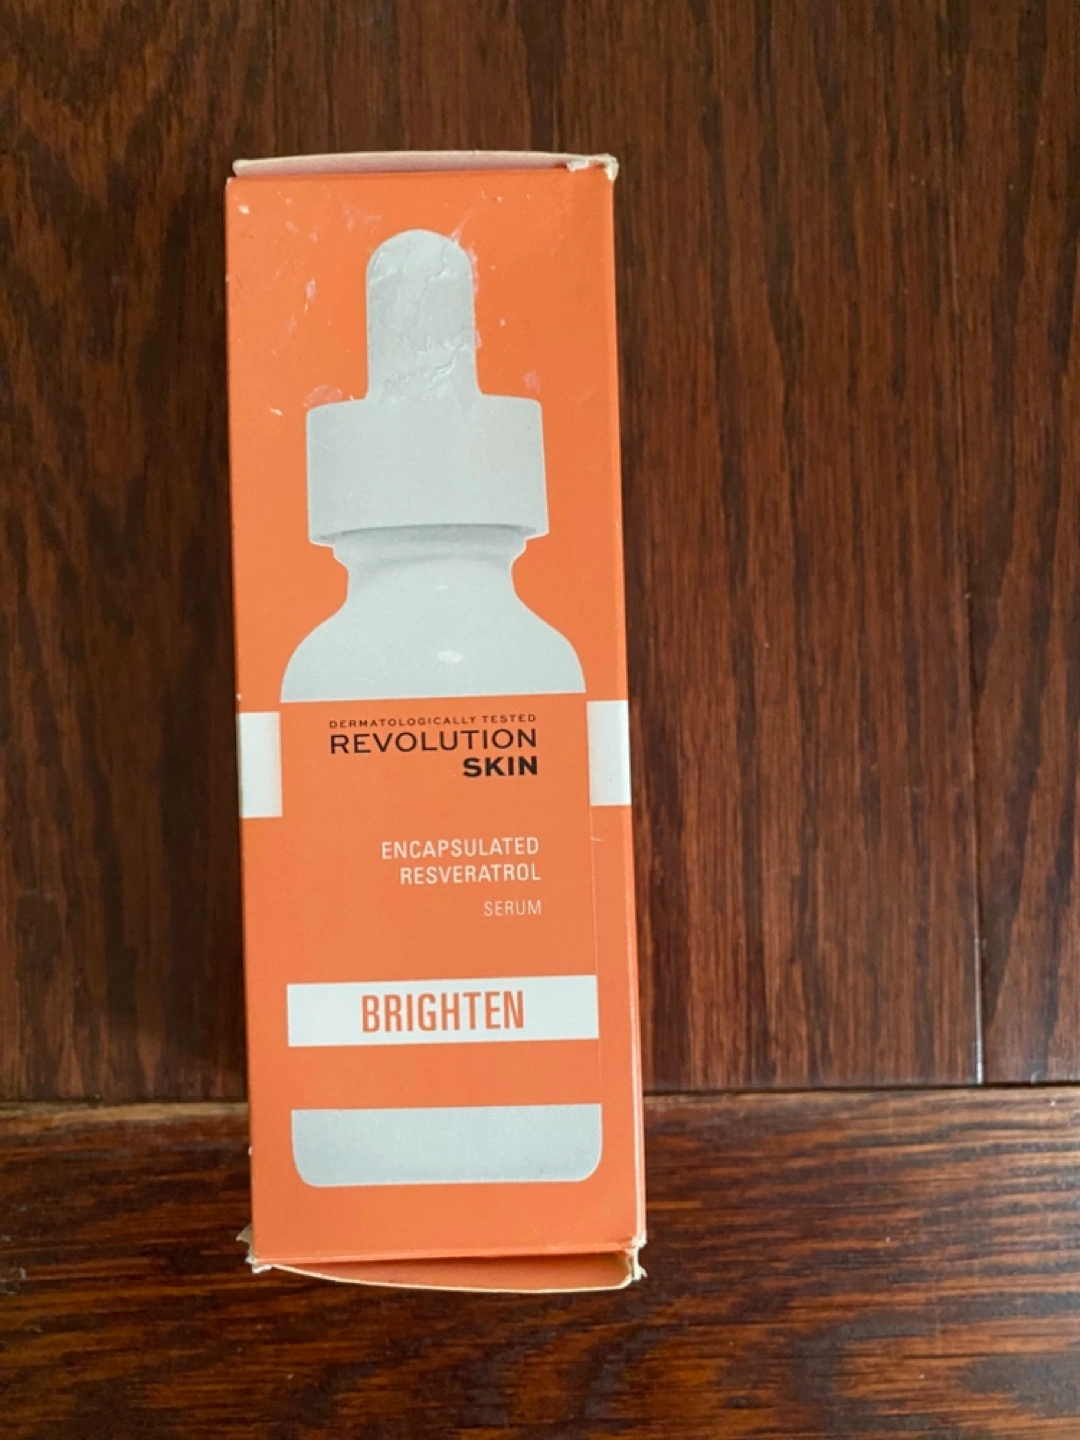 DERMATOLOGICALLY TESTED
REVOLUTION
SKIN
ENCAPSULATED
RESVERATROL
SERUM
BRIGHTEN